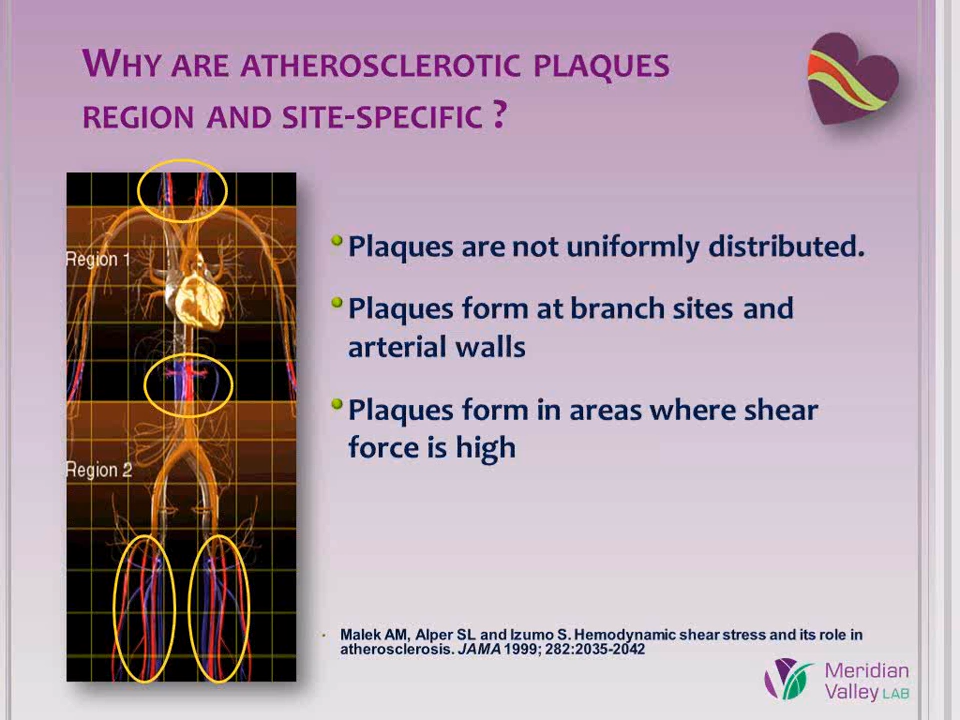 WHY ARE ATHEROSCLEROTIC PLAQUES
REGION AND SITE-SPECIFIC ?
Region 1
Region 2
Plaques are not uniformly distributed.
Plaques form at branch sites and
arterial walls
Plaques form in areas where shear
force is high
Malek AM, Alper SL and Izumo S. Hemodynamic shear stress and its role in
atherosclerosis. JAMA 1999; 282:2035-2042
Meridian
Valley LAB